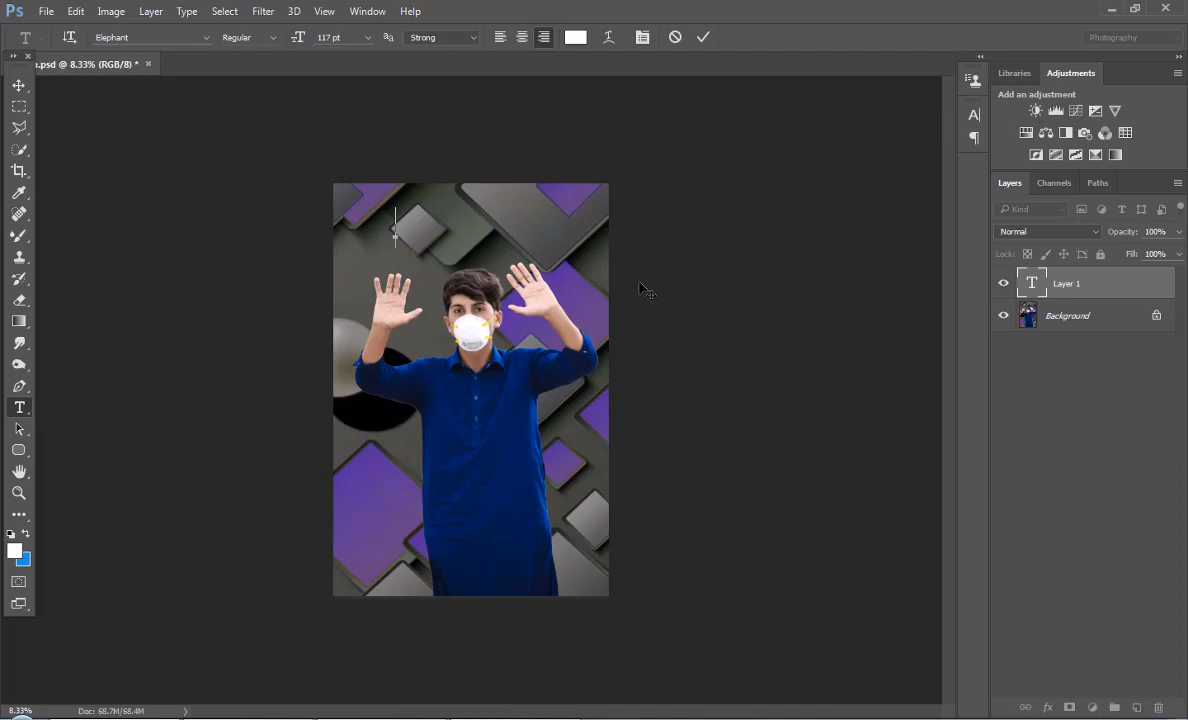 Ps File Edit Image Layer Type Select Filter 3D View Window Help
T Elephant Regular 117 pt aa Strong Photography
.psd @ 8.33% (RGB/8) *
Libraries Adjustments
Add an adjustment
Layers Channels Paths
Kind
Normal Opacity: 100%
Lock: Fill: 100%
T Layer 1
Background
8.33% Doc: 68.7M/68.4M